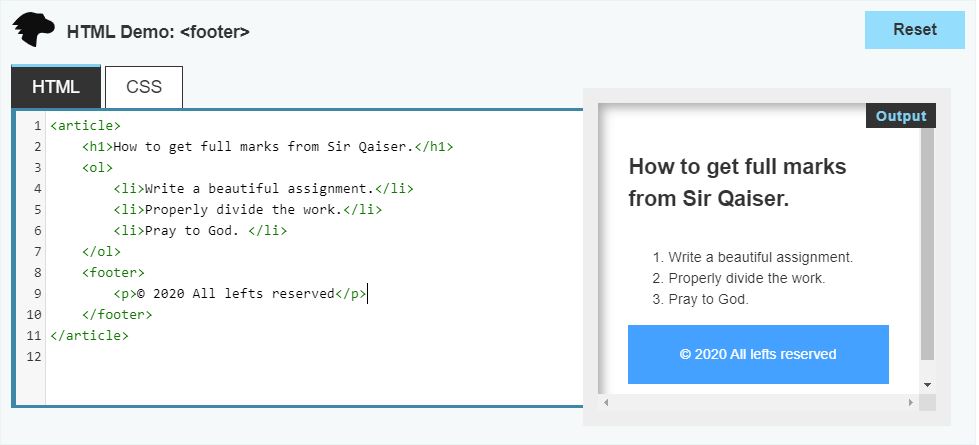 HTML Demo: <footer>
Reset
HTML
CSS
1 <article>
2     <h1>How to get full marks from Sir Qaiser.</h1>
3     <ol>
4         <li>Write a beautiful assignment.</li>
5         <li>Properly divide the work.</li>
6         <li>Pray to God. </li>
7     </ol>
8     <footer>
9         <p>© 2020 All lefts reserved</p>
10     </footer>
11 </article>
12
Output
How to get full marks
from Sir Qaiser.
1. Write a beautiful assignment.
2. Properly divide the work.
3. Pray to God.
© 2020 All lefts reserved